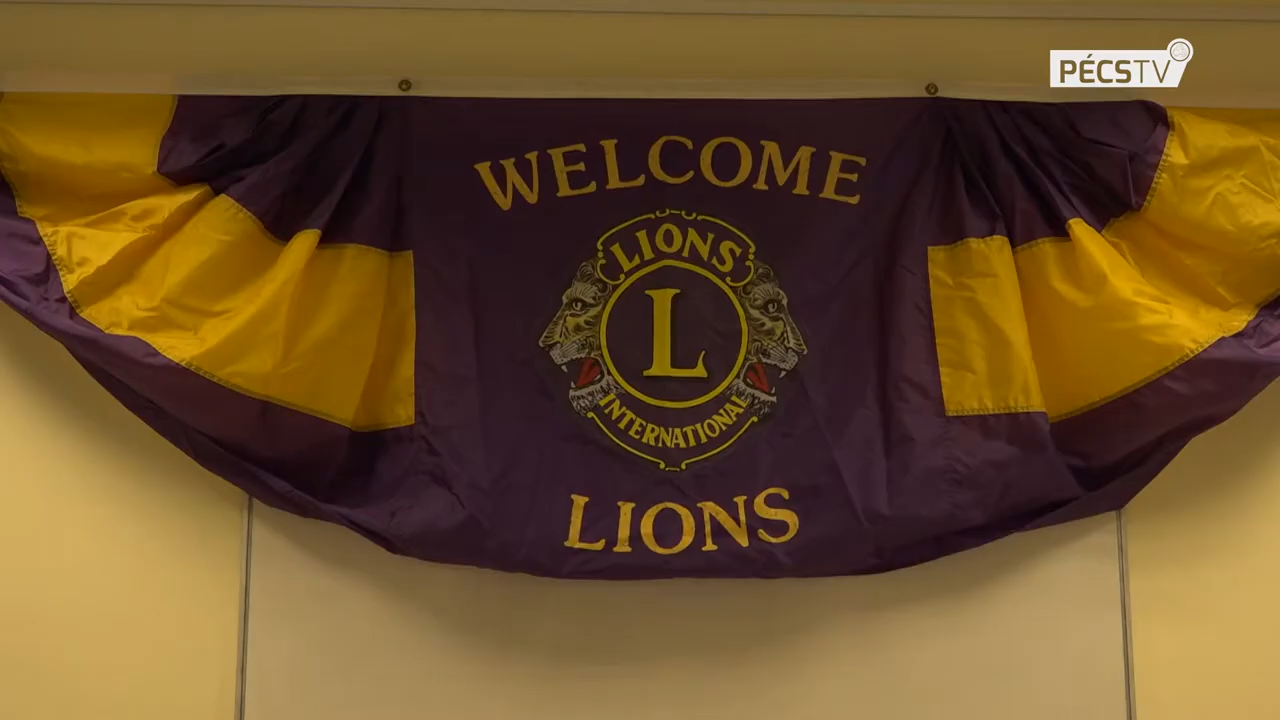 PÉCSTV
WELCOME
LIONS
L
INTERNATIONAL
LIONS